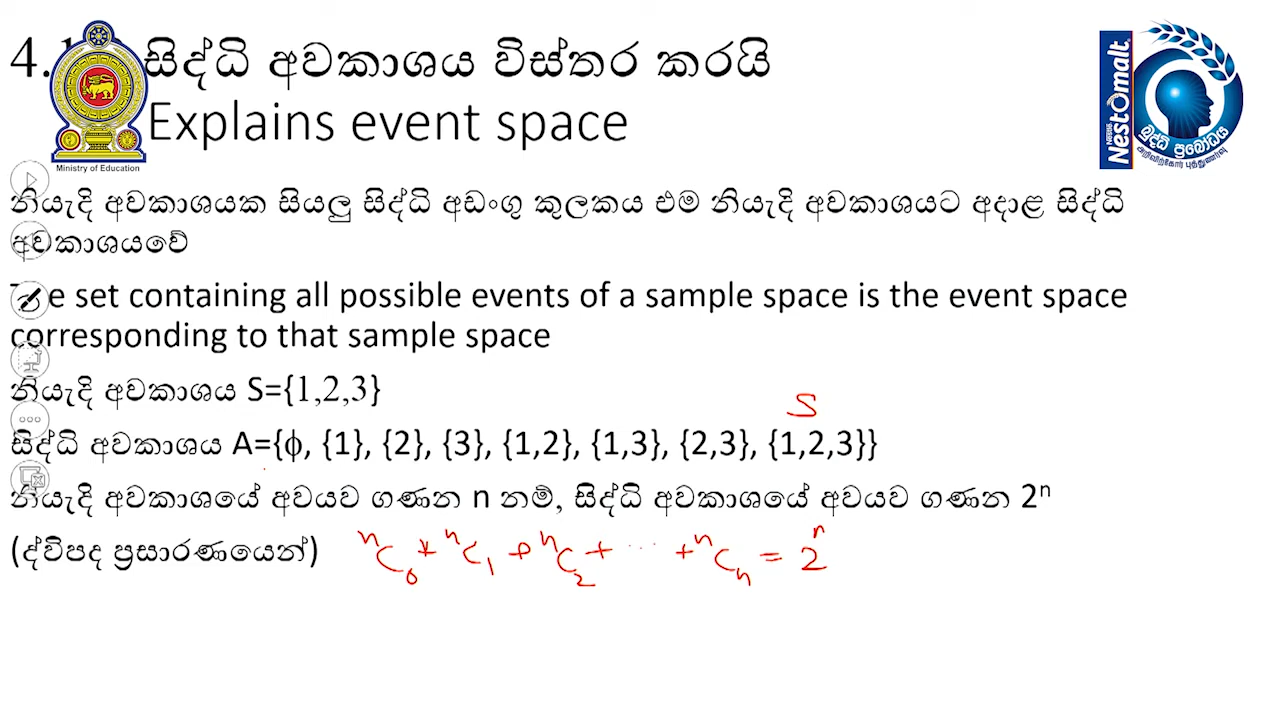 4.1 සිද්ධි අවකාශය විස්තර කරයි
Explains event space
Ministry of Education
NESTLÉ
Nestomalt
බුද්ධි ප්‍රබෝධය
නියැදි අවකාශයක සියලු සිද්ධි අඩංගු කුලකය එම නියැදි අවකාශයට අදාළ සිද්ධි
අවකාශයවේ
The set containing all possible events of a sample space is the event space
corresponding to that sample space
නියැදි අවකාශය S={1,2,3}
S
සිද්ධි අවකාශය A={ϕ, {1}, {2}, {3}, {1,2}, {1,3}, {2,3}, {1,2,3}}
නියැදි අවකාශයේ අවයව ගණන n නම්, සිද්ධි අවකාශයේ අවයව ගණන 2ⁿ
(ද්විපද ප්‍රසාරණයෙන්) ⁿC₀ + ⁿC₁ + ⁿC₂ + ... + ⁿCₙ = 2ⁿ